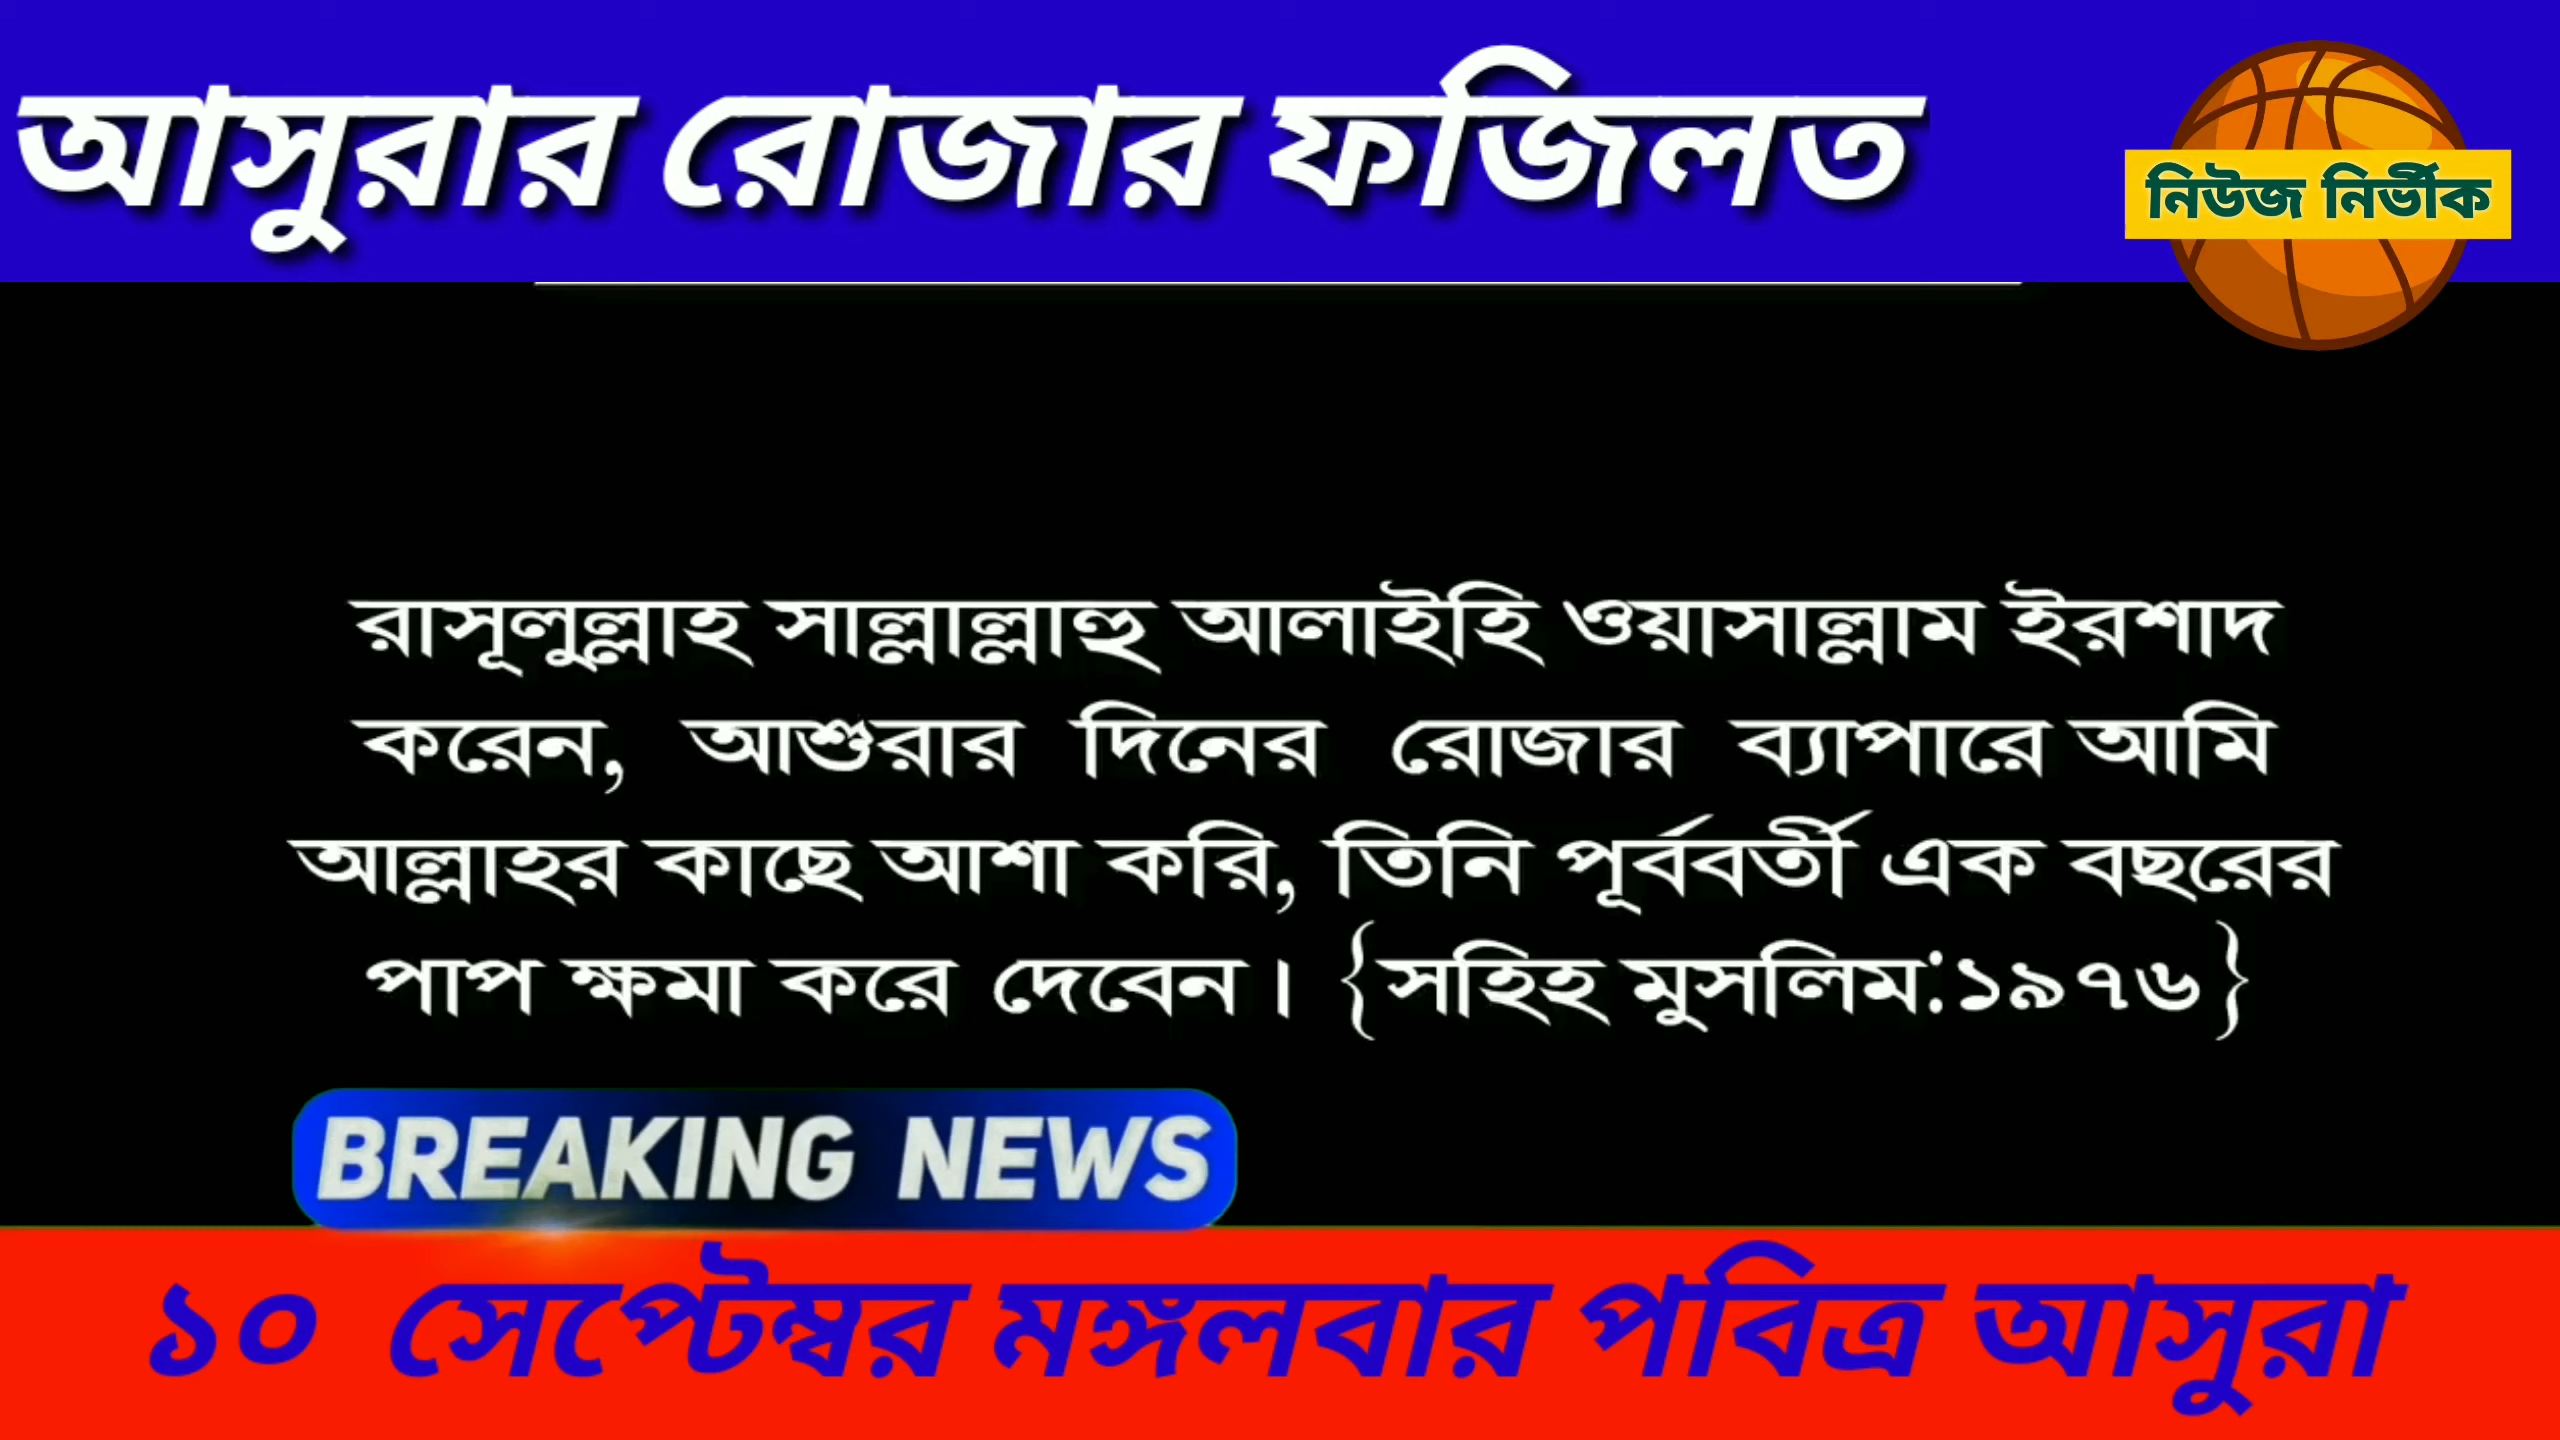 আসুরার রোজার ফজিলত
নিউজ নির্ভীক
রাসূলুল্লাহ সাল্লাল্লাহু আলাইহি ওয়াসাল্লাম ইরশাদ
করেন, আশুরার দিনের রোজার ব্যাপারে আমি
আল্লাহর কাছে আশা করি, তিনি পূর্ববর্তী এক বছরের
পাপ ক্ষমা করে দেবেন। {সহিহ মুসলিম:১৯৭৬}
BREAKING NEWS
১০ সেপ্টেম্বর মঙ্গলবার পবিত্র আসুরা